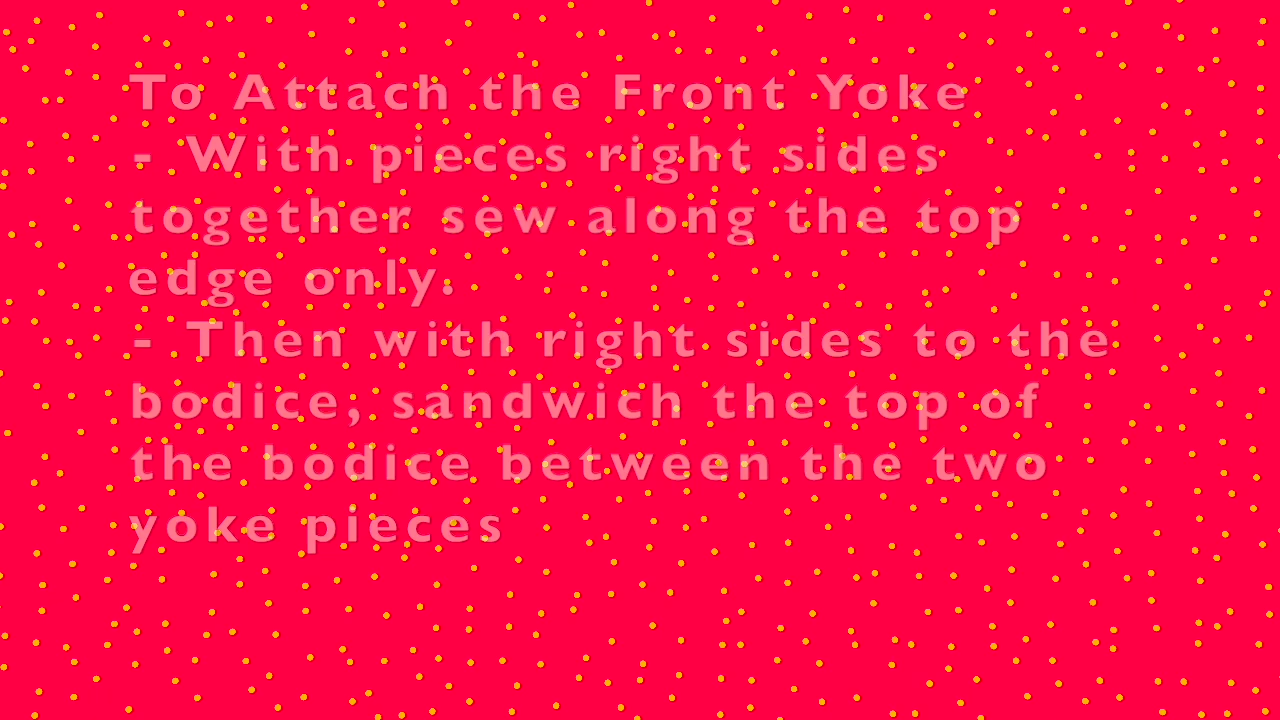 To Attach the Front Yoke
- With pieces right sides
together sew along the top
edge only.
- Then with right sides to the
bodice, sandwich the top of
the bodice between the two
yoke pieces